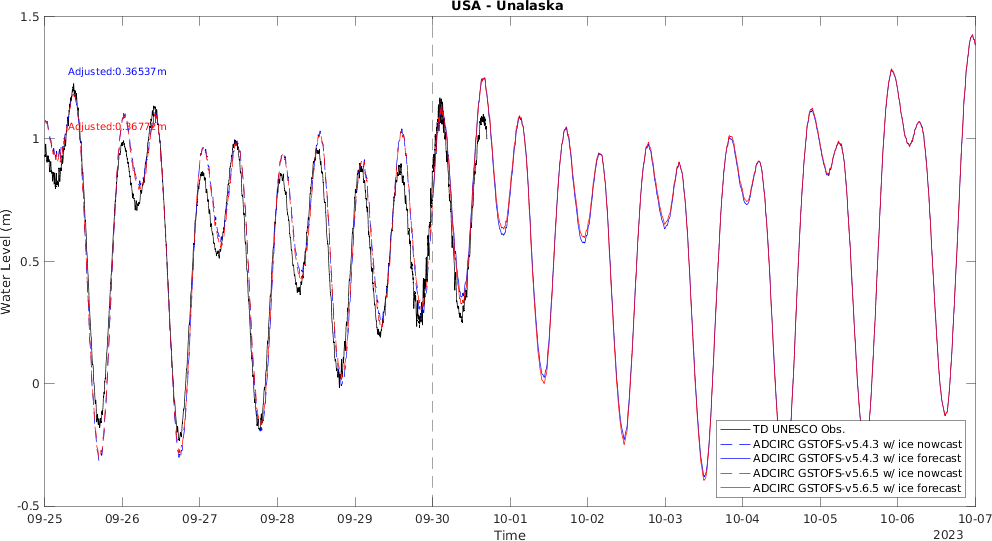 USA - Unalaska
1.5
1
0.5
0
-0.5
Water Level (m)
Adjusted:0.36537m
09-25
09-26
09-27
09-28
09-29
09-30
10-01
10-02
10-03
10-04
10-05
10-06
10-07
Time
2023
TD UNESCO Obs.
ADCIRC GSTOFS-v5.4.3 w/ ice nowcast
ADCIRC GSTOFS-v5.4.3 w/ ice forecast
ADCIRC GSTOFS-v5.6.5 w/ ice nowcast
ADCIRC GSTOFS-v5.6.5 w/ ice forecast